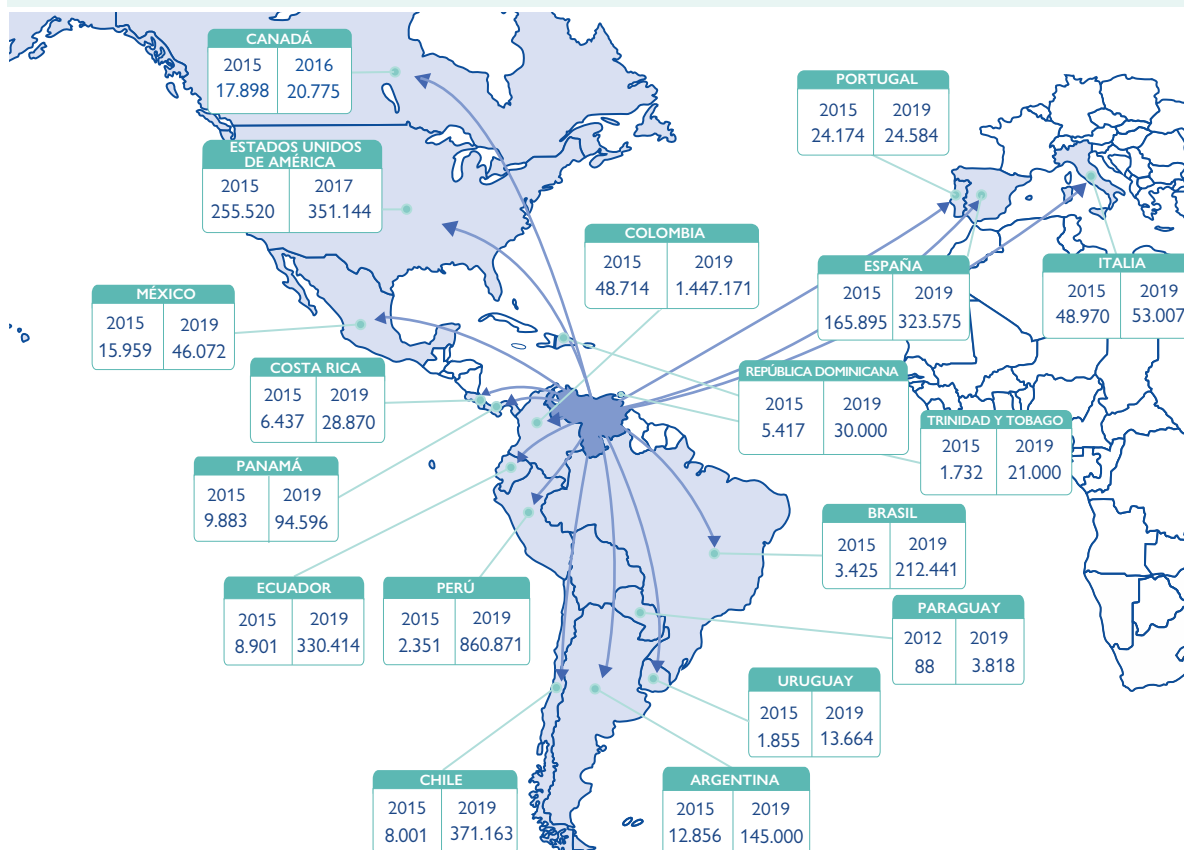 CANADÁ
2015 2016
17.898 20.775
ESTADOS UNIDOS
DE AMÉRICA
2015 2017
255.520 351.144
MÉXICO
2015 2019
15.959 46.072
COSTA RICA
2015 2019
6.437 28.870
PANAMÁ
2015 2019
9.883 94.596
ECUADOR
2015 2019
8.901 330.414
PERÚ
2015 2019
2.351 860.871
CHILE
2015 2019
8.001 371.163
COLOMBIA
2015 2019
48.714 1.447.171
PORTUGAL
2015 2019
24.174 24.584
ESPAÑA
2015 2019
165.895 323.575
ITALIA
2015 2019
48.970 53.007
REPÚBLICA DOMINICANA
2015 2019
5.417 30.000
TRINIDAD Y TOBAGO
2015 2019
1.732 21.000
BRASIL
2015 2019
3.425 212.441
PARAGUAY
2012 2019
88 3.818
URUGUAY
2015 2019
1.855 13.664
ARGENTINA
2015 2019
12.856 145.000